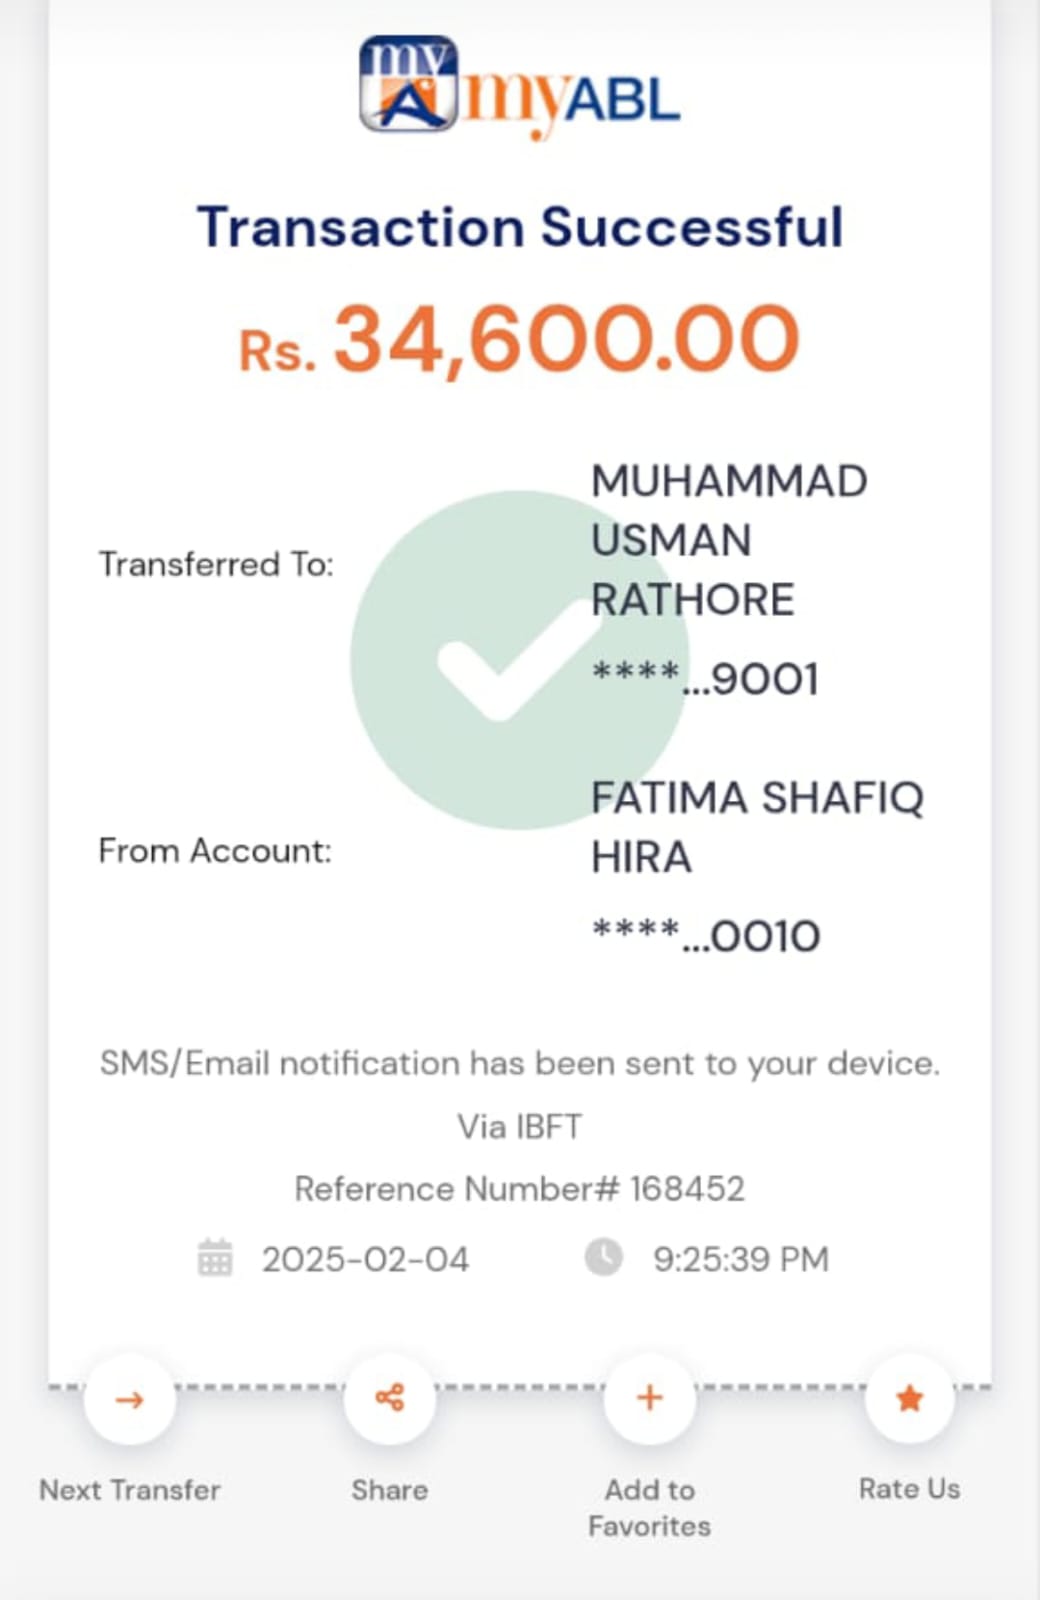 my
myABL
Transaction Successful
Rs. 34,600.00
Transferred To:
MUHAMMAD
USMAN
RATHORE
****...9001
From Account:
FATIMA SHAFIQ
HIRA
****...0010
SMS/Email notification has been sent to your device.
Via IBFT
Reference Number# 168452
2025-02-04 9:25:39 PM
Next Transfer
Share
Add to
Favorites
Rate Us